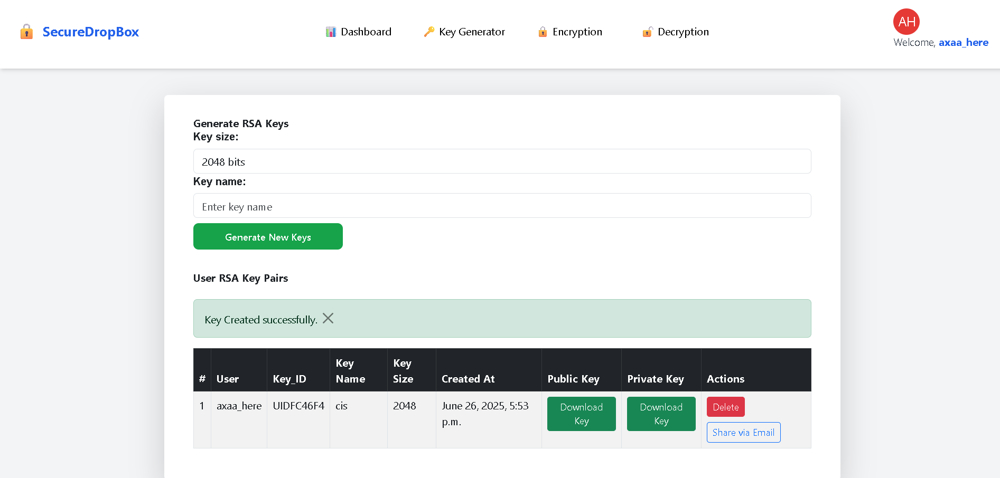 SecureDropBox
Dashboard
Key Generator
Encryption
Decryption
AH
Welcome, axaa_here
Generate RSA Keys
Key size:
2048 bits
Key name:
Enter key name
Generate New Keys
User RSA Key Pairs
Key Created successfully.
# User Key_ID Key Name Key Size Created At Public Key Private Key Actions
1 axaa_here UIDFC46F4 cis 2048 June 26, 2025, 5:53 p.m. Download Key Download Key Delete
Share via Email